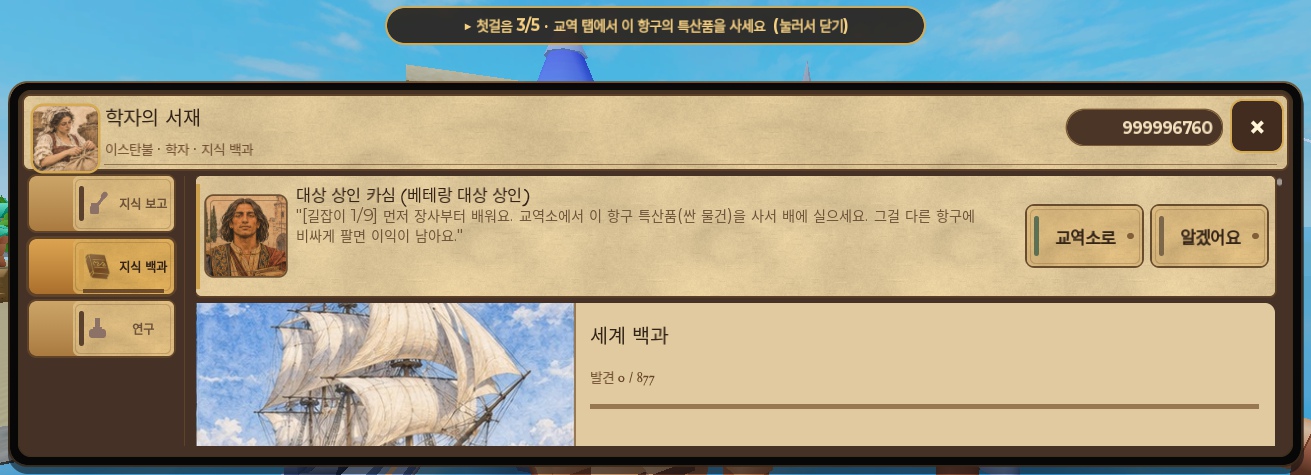 ▸ 첫걸음 3/5 · 교역 탭에서 이 항구의 특산품을 사세요 (눌러서 닫기)
학자의 서재
이스탄불 · 학자 · 지식 백과
999996760
×
지식 보고
지식 백과
연구
대상 상인 카심 (베테랑 대상 상인)
"[길잡이 1/9] 먼저 장사부터 배워요. 교역소에서 이 항구 특산품(싼 물건)을 사서 배에 실으세요. 그걸 다른 항구에
비싸게 팔면 이익이 남아요."
교역소로
알겠어요
세계 백과
발견 0 / 877